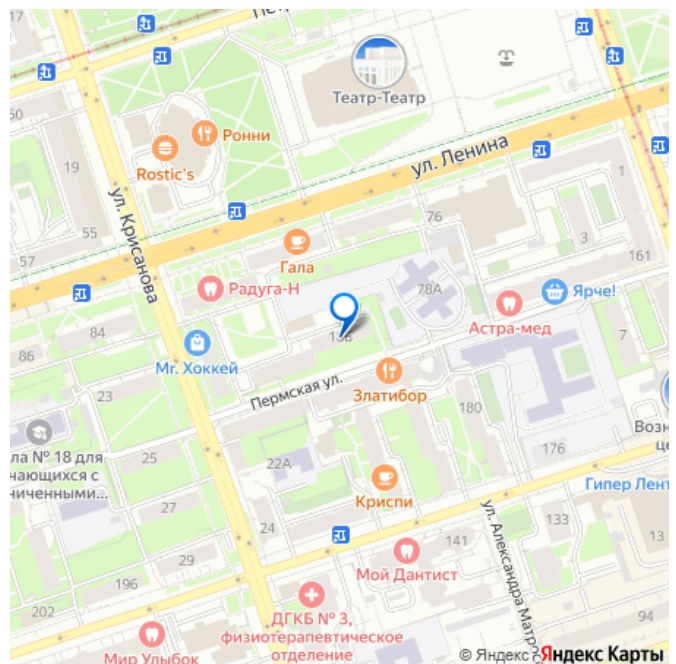 Театр-Театр
50
Ронни
Rostic's
ул. Ленина
19
1
ул. Крисанова
55
76
3
57
161
Гала
78А
Радуга-Н
Ярче!
Астра-мед
84
7
86
Мг. Хоккей
Пермская ул.
Златибор
23
180
ла № 18 для
чающихся с
ниченными...
Возн
це
25
22А
176
Криспи
Гипер Лент
27
ул. Александра Матр
24
133
13
141
29
Мой Дантист
196
202
ДГКБ № 3,
физиотерапевтическое
отделение
94
Мир Улыбок
© Яндекс
Яндекс Карты